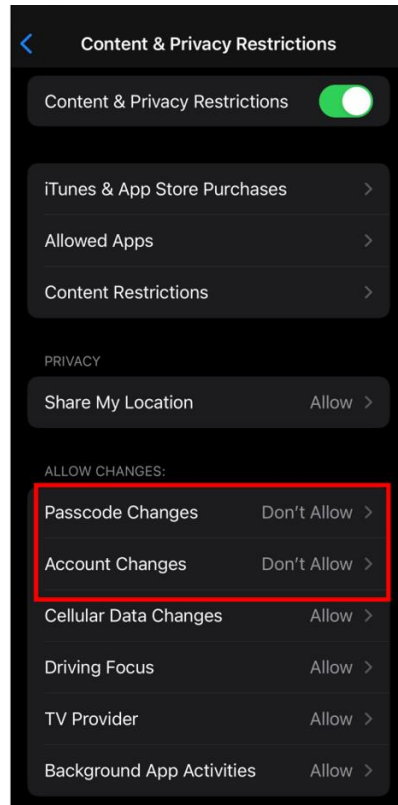 Content & Privacy Restrictions
Content & Privacy Restrictions
iTunes & App Store Purchases
Allowed Apps
Content Restrictions
PRIVACY
Share My Location Allow
ALLOW CHANGES:
Passcode Changes Don't Allow
Account Changes Don't Allow
Cellular Data Changes Allow
Driving Focus Allow
TV Provider Allow
Background App Activities Allow